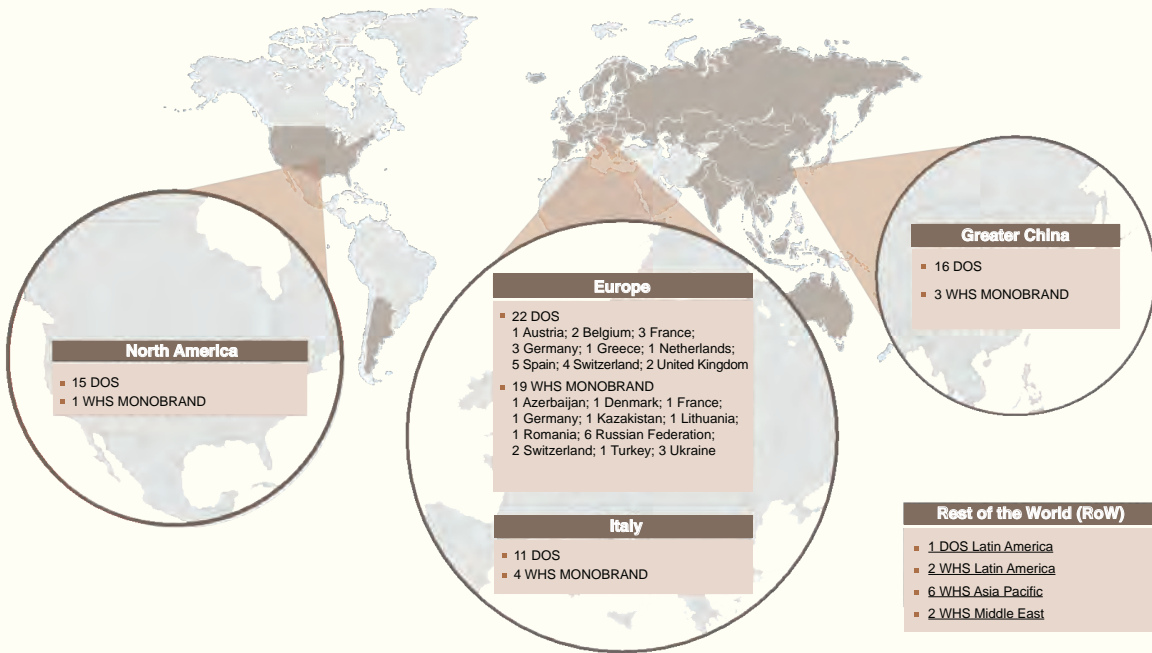 North America
▪ 15 DOS
▪ 1 WHS MONOBRAND
Europe
▪ 22 DOS
1 Austria; 2 Belgium; 3 France;
3 Germany; 1 Greece; 1 Netherlands;
5 Spain; 4 Switzerland; 2 United Kingdom
▪ 19 WHS MONOBRAND
1 Azerbaijan; 1 Denmark; 1 France;
1 Germany; 1 Kazakistan; 1 Lithuania;
1 Romania; 6 Russian Federation;
2 Switzerland; 1 Turkey; 3 Ukraine
Italy
▪ 11 DOS
▪ 4 WHS MONOBRAND
Greater China
▪ 16 DOS
▪ 3 WHS MONOBRAND
Rest of the World (RoW)
▪ 1 DOS Latin America
▪ 2 WHS Latin America
▪ 6 WHS Asia Pacific
▪ 2 WHS Middle East